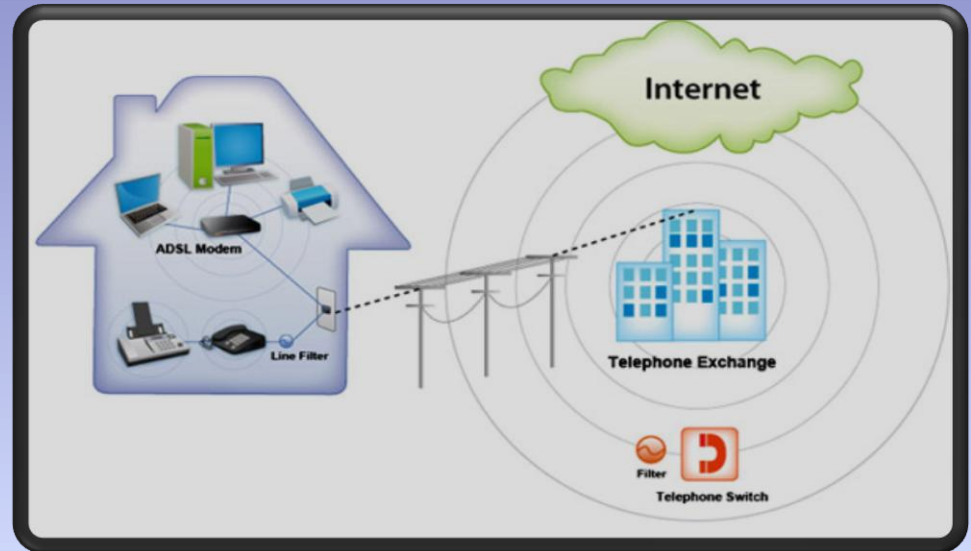 Internet
ADSL Modem
Line Filter
Telephone Exchange
Filter
Telephone Switch